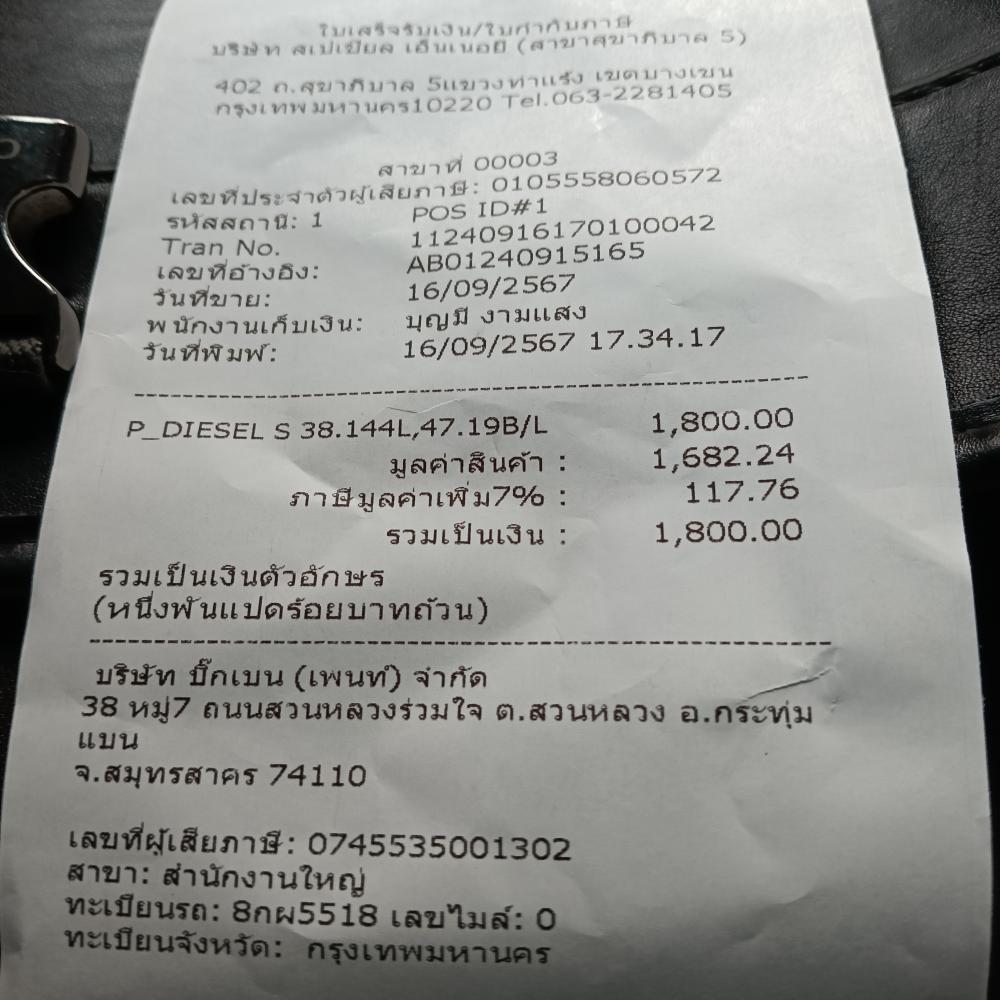 ใบเสร็จรับเงิน/ใบกำกับภาษี
บริษัท สเปเชียล เอ็นเนอยี (สาขาสุขาภิบาล 5)
402 ถ.สุขาภิบาล 5แขวงท่าแร้ง เขตบางเขน
กรุงเทพมหานคร10220 Tel.063-2281405
สาขาที่ 00003
เลขที่ประจำตัวผู้เสียภาษี: 0105558060572
รหัสสถานี: 1 POS ID#1
Tran No. 11240916170100042
เลขที่อ้างอิง: AB01240915165
วันที่ขาย: 16/09/2567
พนักงานเก็บเงิน: บุญมี งามแสง
วันที่พิมพ์: 16/09/2567 17.34.17
P_DIESEL S 38.144L,47.19B/L 1,800.00
มูลค่าสินค้า : 1,682.24
ภาษีมูลค่าเพิ่ม7% : 117.76
รวมเป็นเงิน : 1,800.00
รวมเป็นเงินตัวอักษร
(หนึ่งพันแปดร้อยบาทถ้วน)
บริษัท บิ๊กเบน (เพนท์) จำกัด
38 หมู่7 ถนนสวนหลวงร่วมใจ ต.สวนหลวง อ.กระทุ่ม
แบน
จ.สมุทรสาคร 74110
เลขที่ผู้เสียภาษี: 0745535001302
สาขา: สำนักงานใหญ่
ทะเบียนรถ: 8กผ5518 เลขไมล์: 0
ทะเบียนจังหวัด: กรุงเทพมหานคร